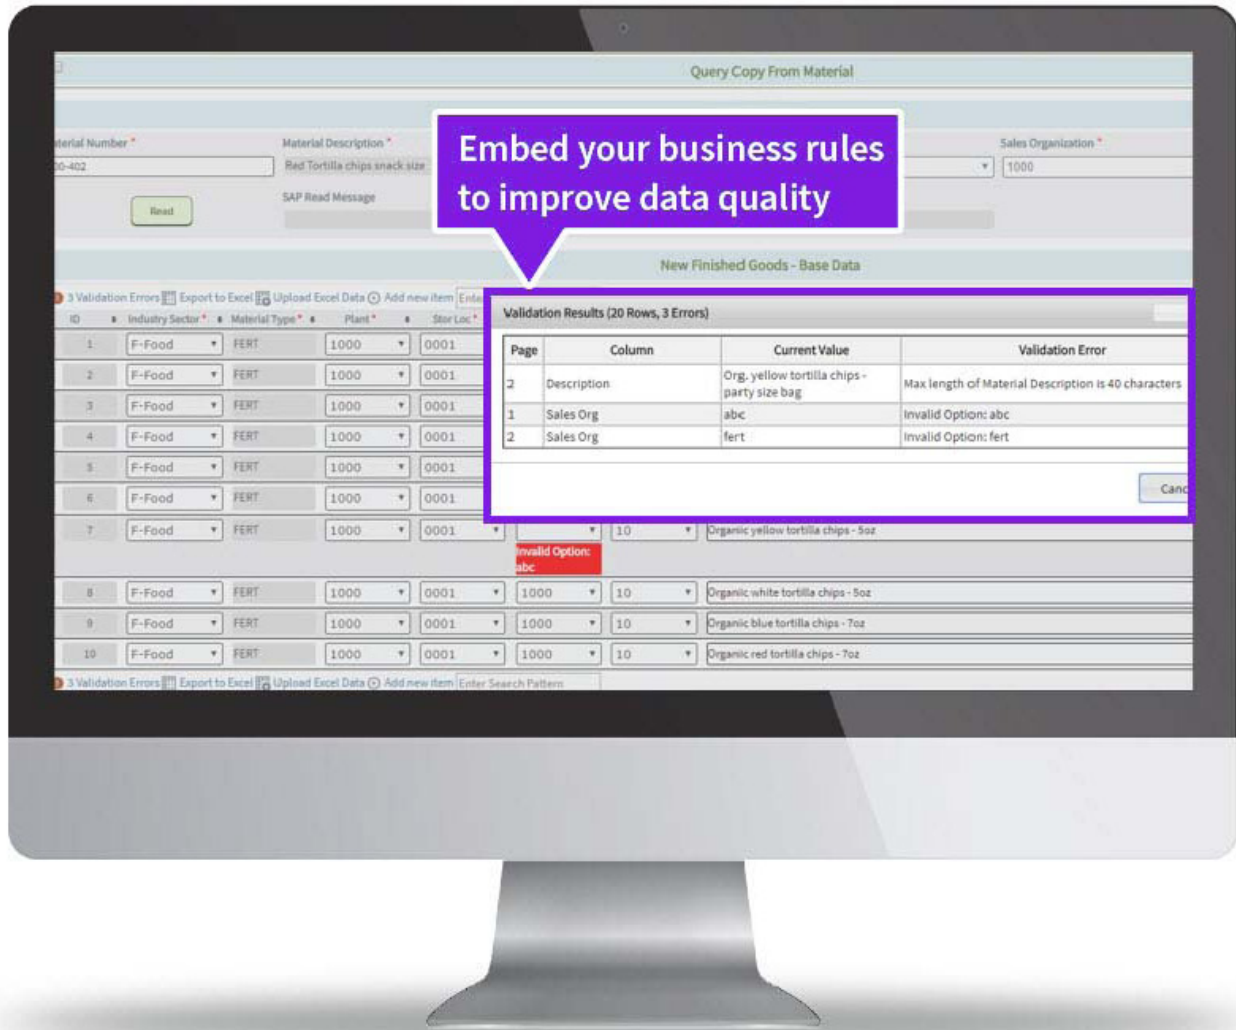 Query Copy From Material
Embed your business rules
to improve data quality
aterial Number *
Material Description *
Sales Organization *
00-402
Red Tortilla chips snack size
1000
Read
SAP Read Message
New Finished Goods - Base Data
3 Validation Errors Export to Excel Upload Excel Data Add new item Ente
ID Industry Sector * Material Type * Plant * Stor Loc *
Validation Results (20 Rows, 3 Errors)
Page Column Current Value Validation Error
2 Description Org. yellow tortilla chips - party size bag Max length of Material Description is 40 characters
1 Sales Org abc Invalid Option: abc
2 Sales Org fert Invalid Option: fert
Canc
1 F-Food FERT 1000 0001
2 F-Food FERT 1000 0001
3 F-Food FERT 1000 0001
4 F-Food FERT 1000 0001
5 F-Food FERT 1000 0001
6 F-Food FERT 1000 0001
7 F-Food FERT 1000 0001 10 Organic yellow tortilla chips - 5oz
Invalid Option:
abc
8 F-Food FERT 1000 0001 1000 10 Organic white tortilla chips - 5oz
9 F-Food FERT 1000 0001 1000 10 Organic blue tortilla chips - 7oz
10 F-Food FERT 1000 0001 1000 10 Organic red tortilla chips - 7oz
3 Validation Errors Export to Excel Upload Excel Data Add new item Enter Search Pattern